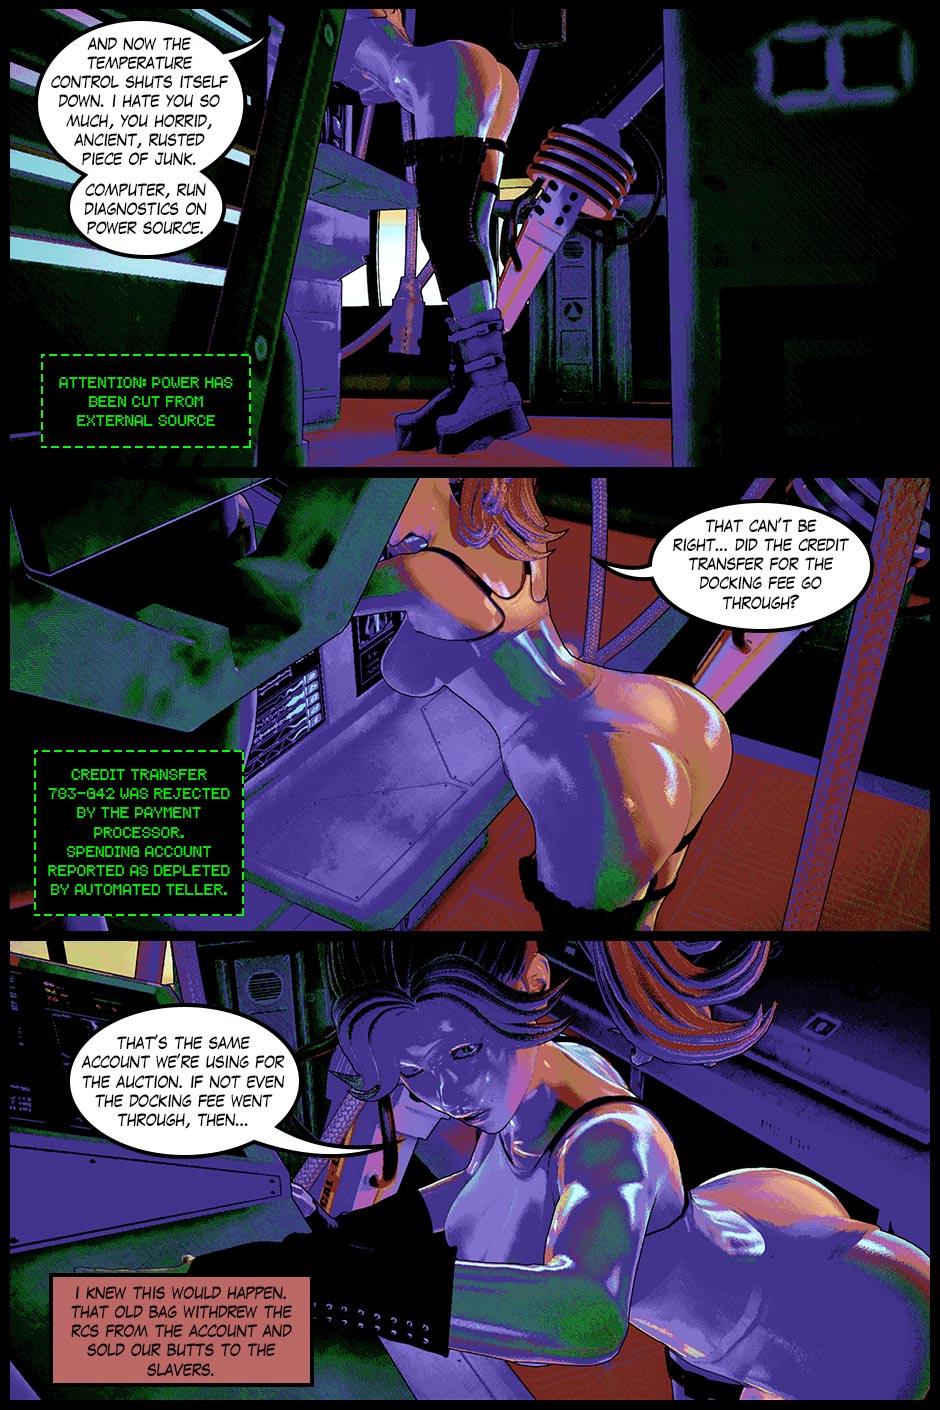 AND NOW THE
TEMPERATURE
CONTROL SHUTS ITSELF
DOWN. I HATE YOU SO
MUCH, YOU HORRID,
ANCIENT, RUSTED
PIECE OF JUNK.
COMPUTER, RUN
DIAGNOSTICS ON
POWER SOURCE.
ATTENTION: POWER HAS
BEEN CUT FROM
EXTERNAL SOURCE
THAT CAN'T BE
RIGHT... DID THE CREDIT
TRANSFER FOR THE
DOCKING FEE GO
THROUGH?
CREDIT TRANSFER
783-G42 WAS REJECTED
BY THE PAYMENT
PROCESSOR.
SPENDING ACCOUNT
REPORTED AS DEPLETED
BY AUTOMATED TELLER.
THAT'S THE SAME
ACCOUNT WE'RE USING FOR
THE AUCTION. IF NOT EVEN
THE DOCKING FEE WENT
THROUGH, THEN...
I KNEW THIS WOULD HAPPEN.
THAT OLD BAG WITHDREW THE
RCS FROM THE ACCOUNT AND
SOLD OUR BUTTS TO THE
SLAVERS.